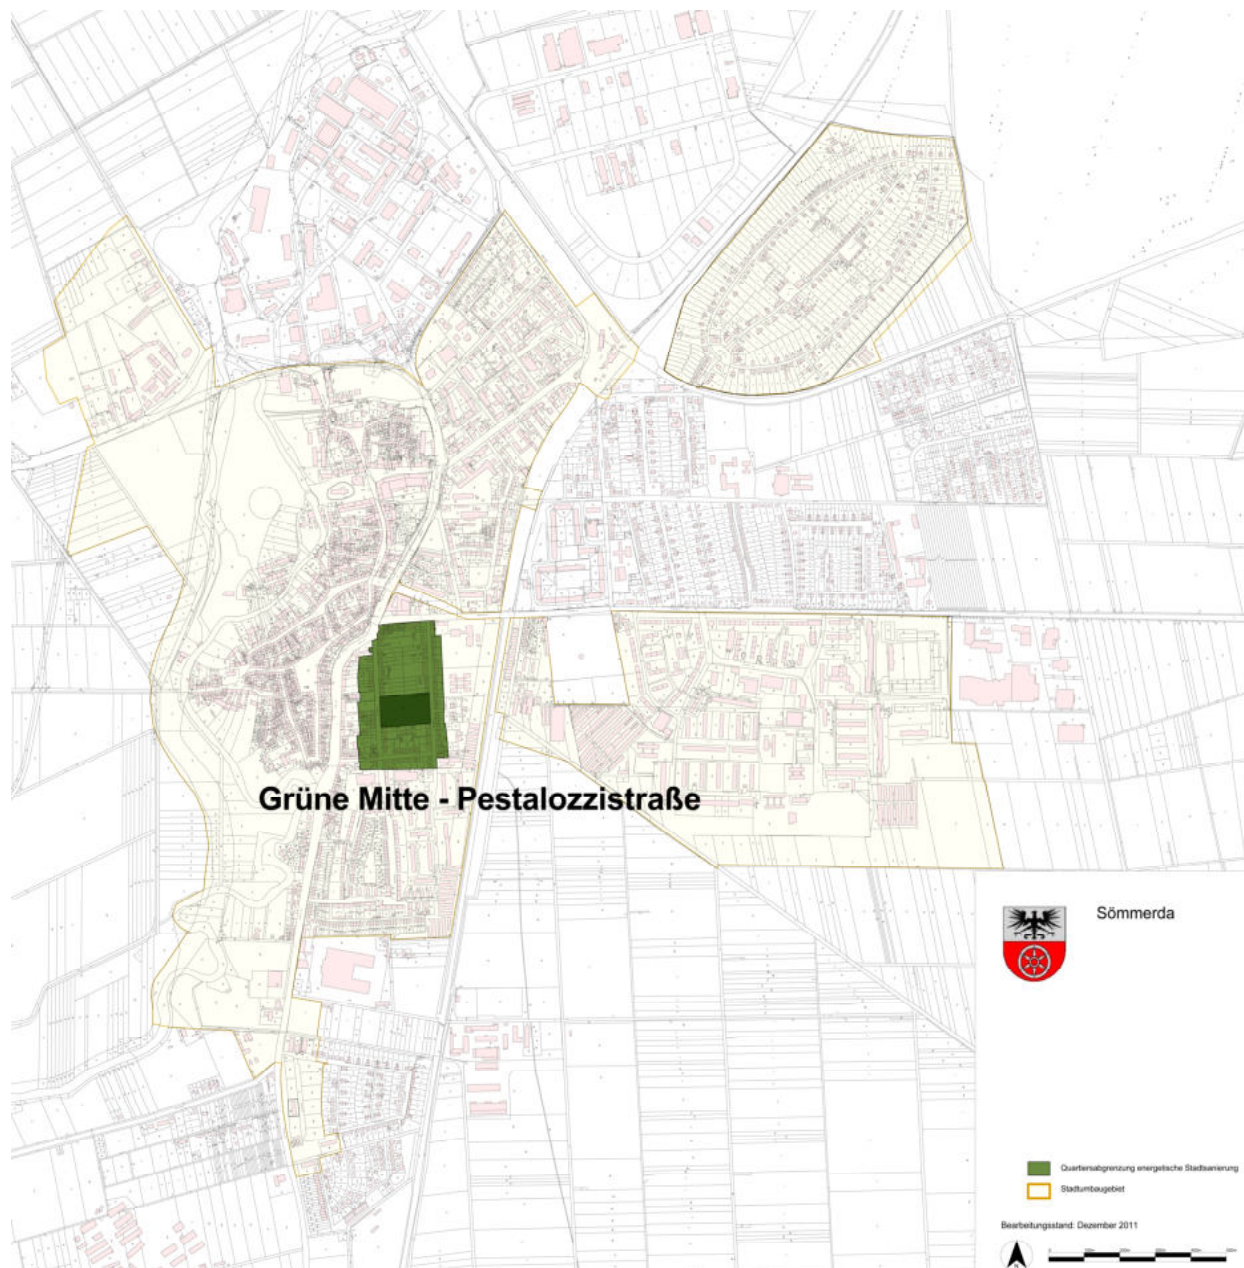 Grüne Mitte - Pestalozzistraße
Sömmerda
Quartiersabgrenzung energetische Stadtsanierung
Stadtumbaugebiet
Bearbeitungsstand: Dezember 2011
N